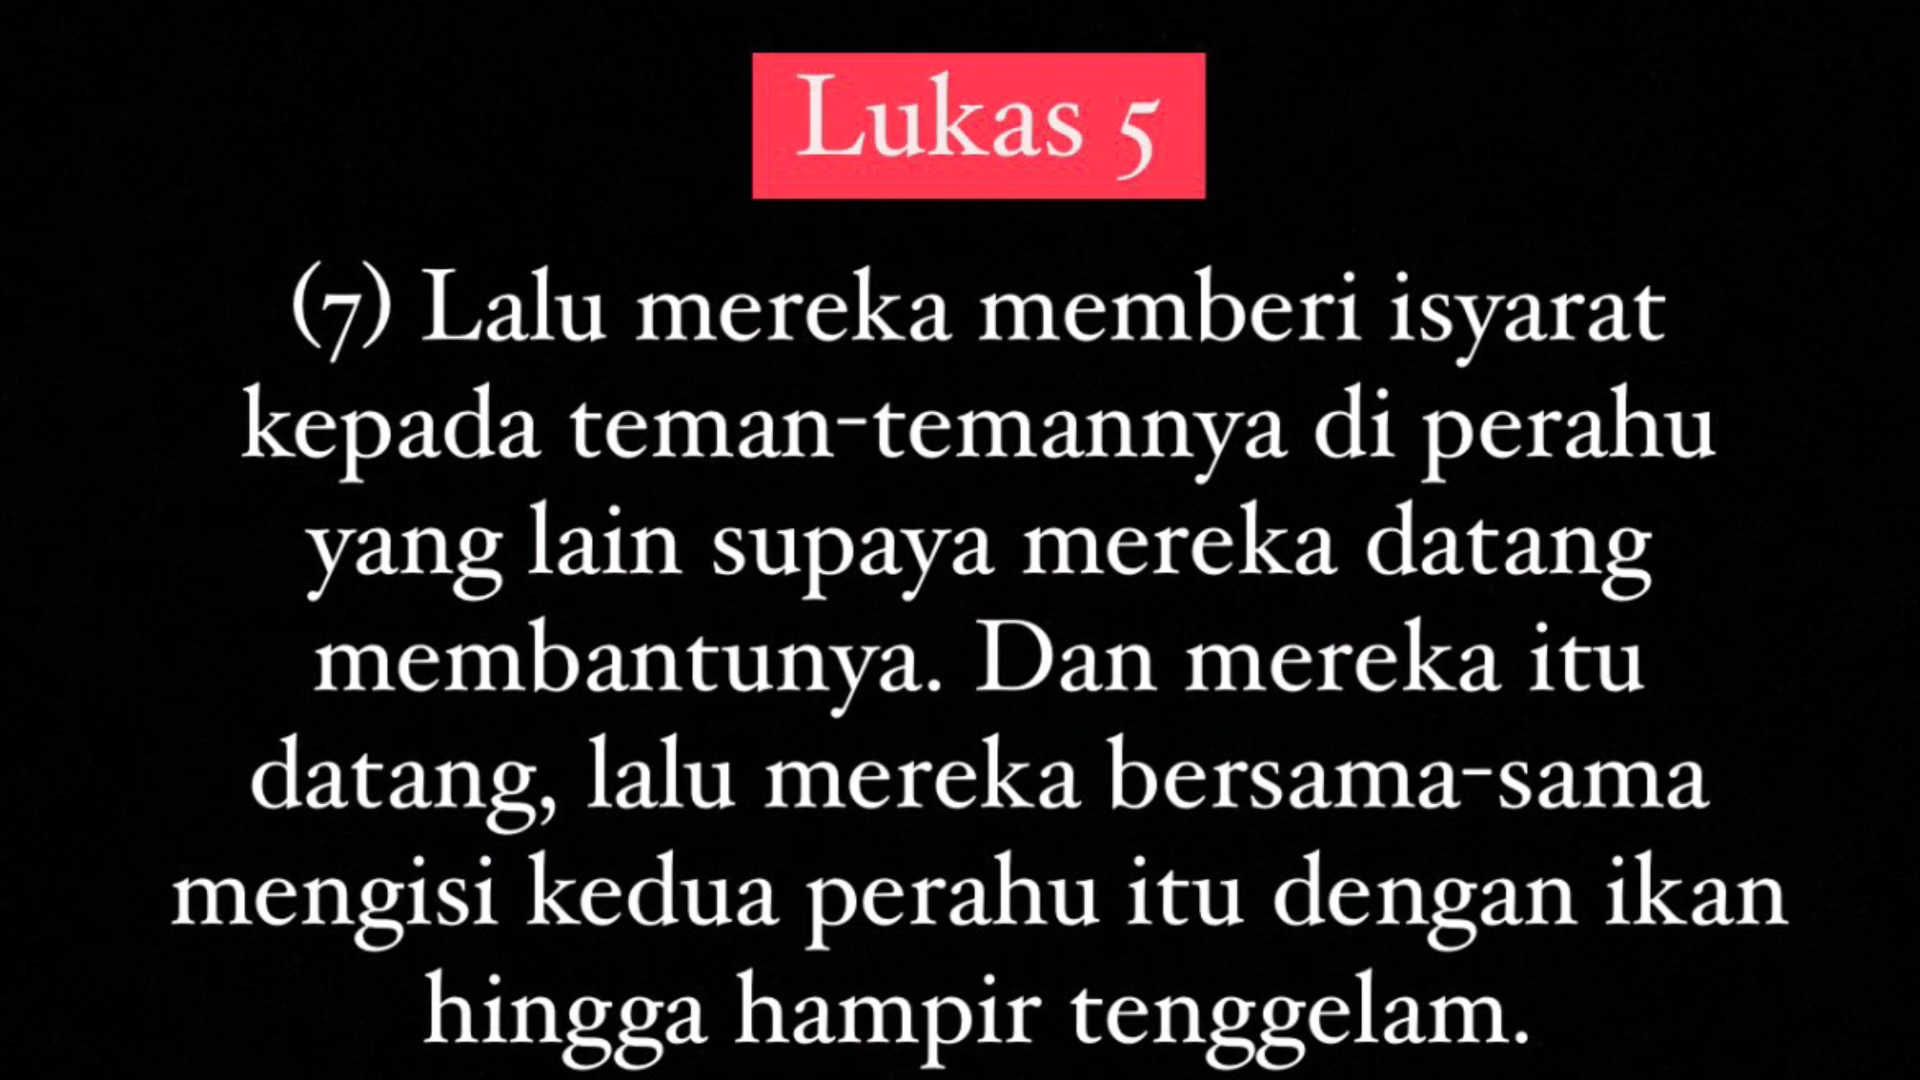 Lukas 5
(7) Lalu mereka memberi isyarat
kepada teman-temannya di perahu
yang lain supaya mereka datang
membantunya. Dan mereka itu
datang, lalu mereka bersama-sama
mengisi kedua perahu itu dengan ikan
hingga hampir tenggelam.